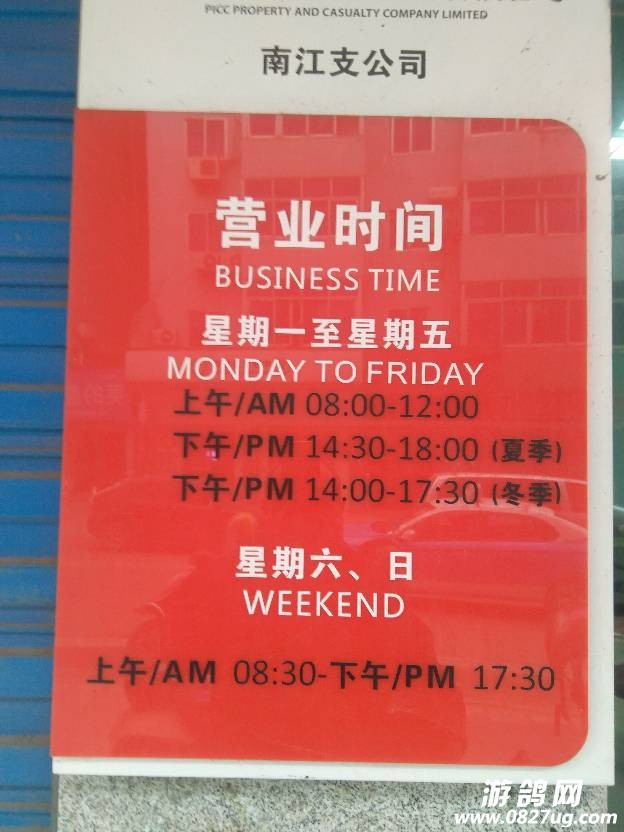 PICC PROPERTY AND CASUALTY COMPANY LIMITED
南江支公司
营业时间
BUSINESS TIME
星期一至星期五
MONDAY TO FRIDAY
上午/AM 08:00-12:00
下午/PM 14:30-18:00 (夏季)
下午/PM 14:00-17:30 (冬季)
星期六、日
WEEKEND
上午/AM 08:30-下午/PM 17:30
游鸽网
www.0827ug.com